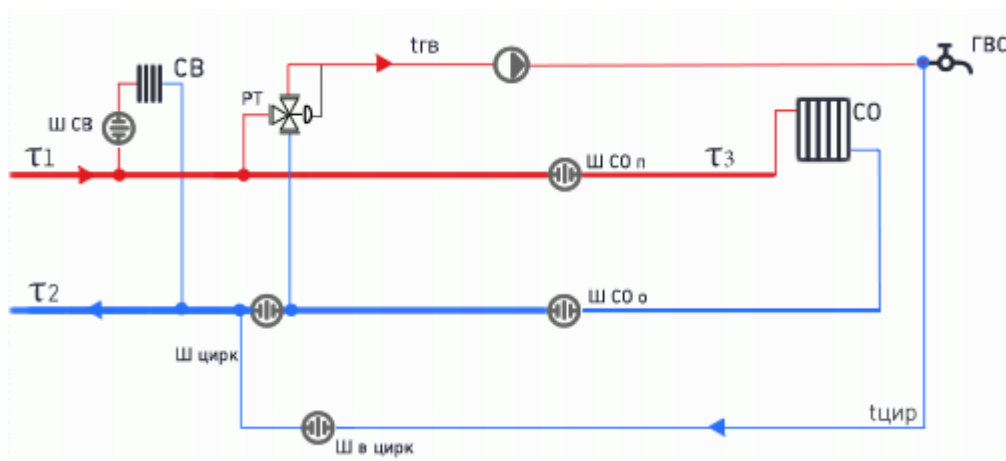 tгв
ГВС
СВ
РТ
СО
Ш СВ
τ1
Ш СО п
τ3
τ2
Ш СО о
Ш цирк
tцир
Ш в цирк